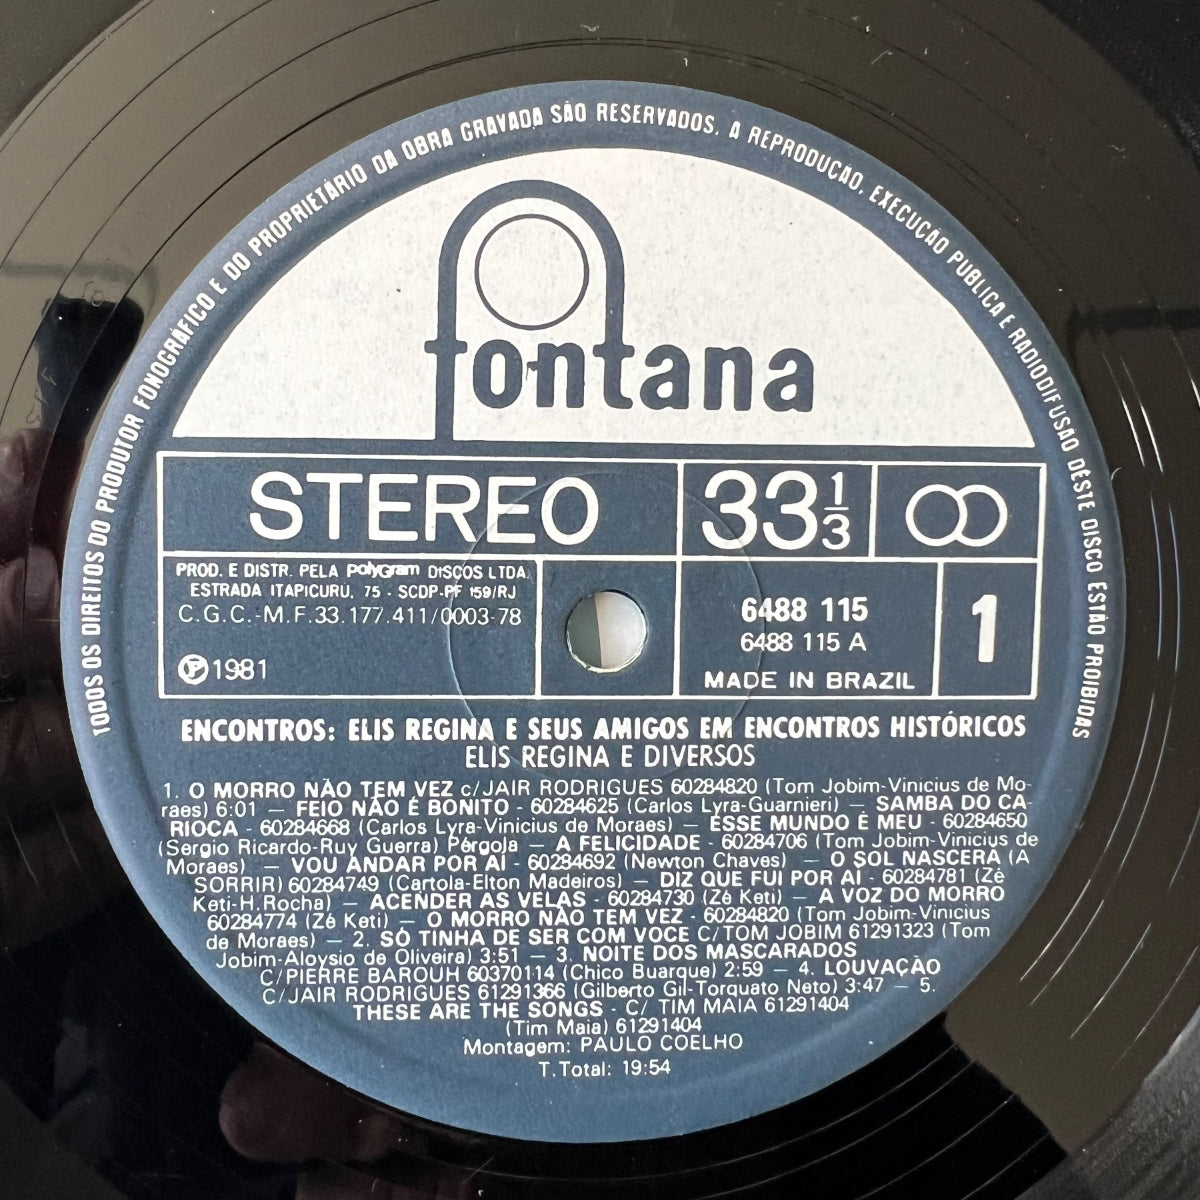 TODOS OS DIREITOS DO PRODUTOR FONOGRÁFICO E DO PROPRIETÁRIO DA OBRA GRAVADA SÃO RESERVADOS. A REPRODUÇÃO, EXECUÇÃO PUBLICA E RADIODIFUSÃO DESTE DISCO ESTÃO PROIBIDAS
fontana
STEREO
33 1/3
PROD. E DISTR. PELA PolyGram DISCOS LTDA.
ESTRADA ITAPICURU, 75 - SCDP-PF 159/RJ
C.G.C.-M.F.33.177.411/0003-78
Ⓟ 1981
6488 115
6488 115 A
MADE IN BRAZIL
1
ENCONTROS: ELIS REGINA E SEUS AMIGOS EM ENCONTROS HISTÓRICOS
ELIS REGINA E DIVERSOS
1. O MORRO NÃO TEM VEZ c/JAIR RODRIGUES 60284820 (Tom Jobim-Vinicius de Mo-
raes) 6:01 — FEIO NÃO É BONITO - 60284625 (Carlos Lyra-Guarnieri) — SAMBA DO CA-
RIOCA - 60284668 (Carlos Lyra-Vinicius de Moraes) — ESSE MUNDO É MEU - 60284650
(Sergio Ricardo-Ruy Guerra) Pérgola — A FELICIDADE - 60284706 (Tom Jobim-Vinicius de
Moraes) — VOU ANDAR POR AÍ - 60284692 (Newton Chaves) — O SOL NASCERÁ (A
SORRIR) 60284749 (Cartola-Elton Madeiros) — DIZ QUE FUI POR AÍ - 60284781 (Zé
Keti-H.Rocha) — ACENDER AS VELAS - 60284730 (Zé Keti) — A VOZ DO MORRO
60284774 (Zé Keti) — O MORRO NÃO TEM VEZ - 60284820 (Tom Jobim-Vinicius
de Moraes) — 2. SÓ TINHA DE SER COM VOCE C/TOM JOBIM 61291323 (Tom
Jobim-Aloysio de Oliveira) 3:51 — 3. NOITE DOS MASCARADOS
C/PIERRE BAROUH 60370114 (Chico Buarque) 2:59 — 4. LOUVAÇÃO
C/JAIR RODRIGUES 61291366 (Gilberto Gil-Torquato Neto) 3:47 — 5.
THESE ARE THE SONGS - C/ TIM MAIA 61291404
(Tim Maia) 61291404
Montagem: PAULO COELHO
T.Total: 19:54